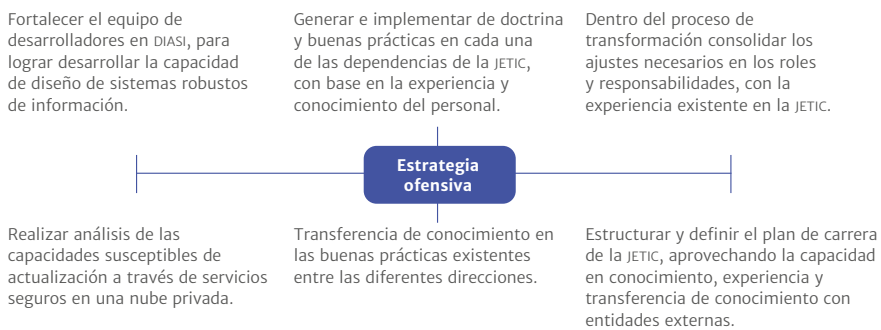 Fortalecer el equipo de
desarrolladores en DIASI, para
lograr desarrollar la capacidad
de diseño de sistemas robustos
de información.
Generar e implementar de doctrina
y buenas prácticas en cada una
de las dependencias de la JETIC,
con base en la experiencia y
conocimiento del personal.
Dentro del proceso de
transformación consolidar los
ajustes necesarios en los roles
y responsabilidades, con la
experiencia existente en la JETIC.
Estrategia
ofensiva
Realizar análisis de las
capacidades susceptibles de
actualización a través de servicios
seguros en una nube privada.
Transferencia de conocimiento en
las buenas prácticas existentes
entre las diferentes direcciones.
Estructurar y definir el plan de carrera
de la JETIC, aprovechando la capacidad
en conocimiento, experiencia y
transferencia de conocimiento con
entidades externas.